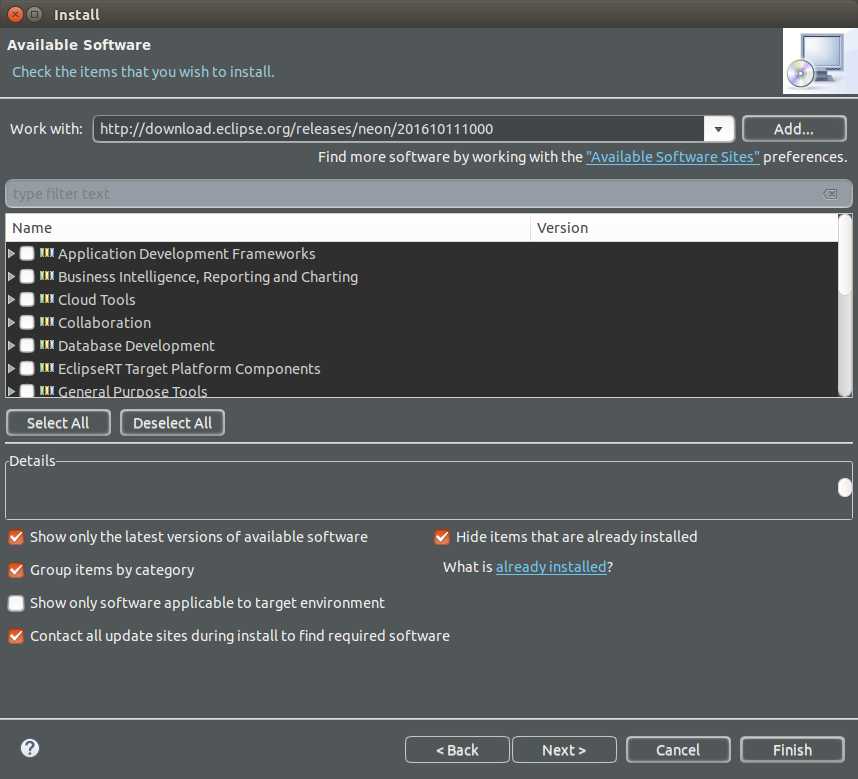 Install
Available Software
Check the items that you wish to install.
Work with: http://download.eclipse.org/releases/neon/201610111000 Add...
Find more software by working with the "Available Software Sites" preferences.
type filter text
Name Version
Application Development Frameworks
Business Intelligence, Reporting and Charting
Cloud Tools
Collaboration
Database Development
EclipseRT Target Platform Components
General Purpose Tools
Select All Deselect All
Details
Show only the latest versions of available software Hide items that are already installed
Group items by category What is already installed?
Show only software applicable to target environment
Contact all update sites during install to find required software
? < Back Next > Cancel Finish